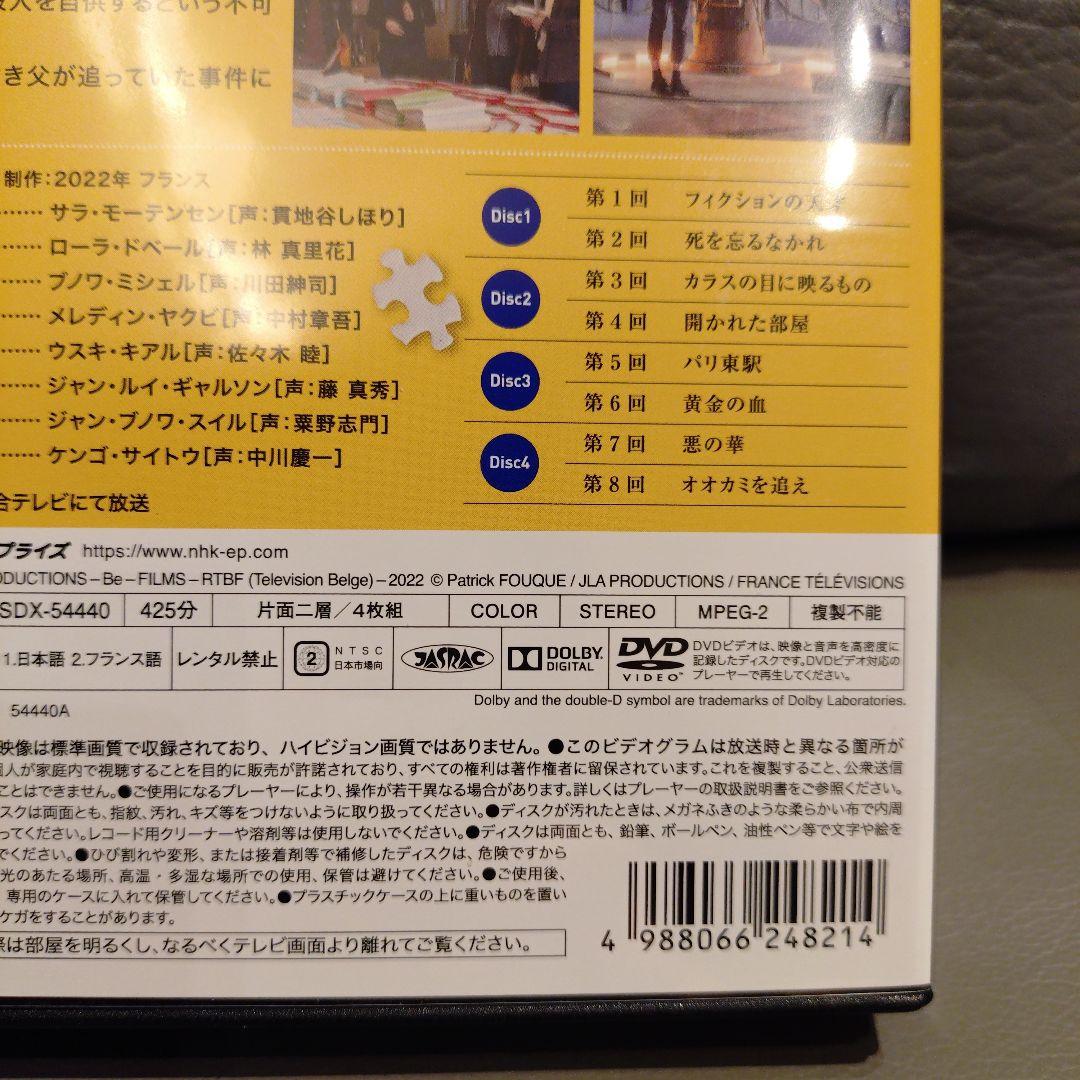 を自供するという不可
き父が追っていた事件に
制作：2022年 フランス
サラ・モーテンセン［声：貫地谷しほり］
ローラ・ドベール［声：林 真里花］
ブノワ・ミシェル［声：川田紳司］
メレディン・ヤクビ［声：中村章吾］
ウスキ・キアル［声：佐々木 睦］
ジャン・ルイ・ギャルソン［声：藤 真秀］
ジャン・ブノワ・スイル［声：粟野志門］
ケンゴ・サイトウ［声：中川慶一］
合テレビにて放送
Disc1
第1回 フィクションの天才
第2回 死を忘るなかれ
Disc2
第3回 カラスの目に映るもの
第4回 開かれた部屋
Disc3
第5回 パリ東駅
第6回 黄金の血
Disc4
第7回 悪の華
第8回 オオカミを追え
プライズ https://www.nhk-ep.com
ODUCTIONS–Be–FILMS–RTBF (Television Belge)–2022 © Patrick FOUQUE / JLA PRODUCTIONS / FRANCE TÉLÉVISIONS
SDX-54440 425分 片面二層／4枚組 COLOR STEREO MPEG-2 複製不能
1.日本語 2.フランス語 レンタル禁止 2 NTSC 日本市場向 JASRAC DOLBY DIGITAL DVD VIDEO
DVDビデオは、映像と音声を高密度に
記録したディスクです。DVDビデオ対応の
プレーヤーで再生してください。
Dolby and the double-D symbol are trademarks of Dolby Laboratories.
54440A
映像は標準画質で収録されており、ハイビジョン画質ではありません。●このビデオグラムは放送時と異なる箇所が
個人が家庭内で視聴することを目的に販売が許諾されており、すべての権利は著作権者に留保されています。これを複製すること、公衆送信
ことはできません。●ご使用になるプレーヤーにより、操作が若干異なる場合があります。詳しくはプレーヤーの取扱説明書をご参照ください。
スクは両面とも、指紋、汚れ、キズ等をつけないように取り扱ってください。●ディスクが汚れたときは、メガネふきのような柔らかい布で内周
ってください。レコード用クリーナーや溶剤等は使用しないでください。●ディスクは両面とも、鉛筆、ボールペン、油性ペン等で文字や絵を
でください。●ひび割れや変形、または接着剤等で補修したディスクは、危険ですから
光のあたる場所、高温・多湿な場所での使用、保管は避けてください。●ご使用後、
専用のケースに入れて保管してください。●プラスチックケースの上に重いものを置い
ケガをすることがあります。
際は部屋を明るくし、なるべくテレビ画面より離れてご覧ください。
4 988066 248214